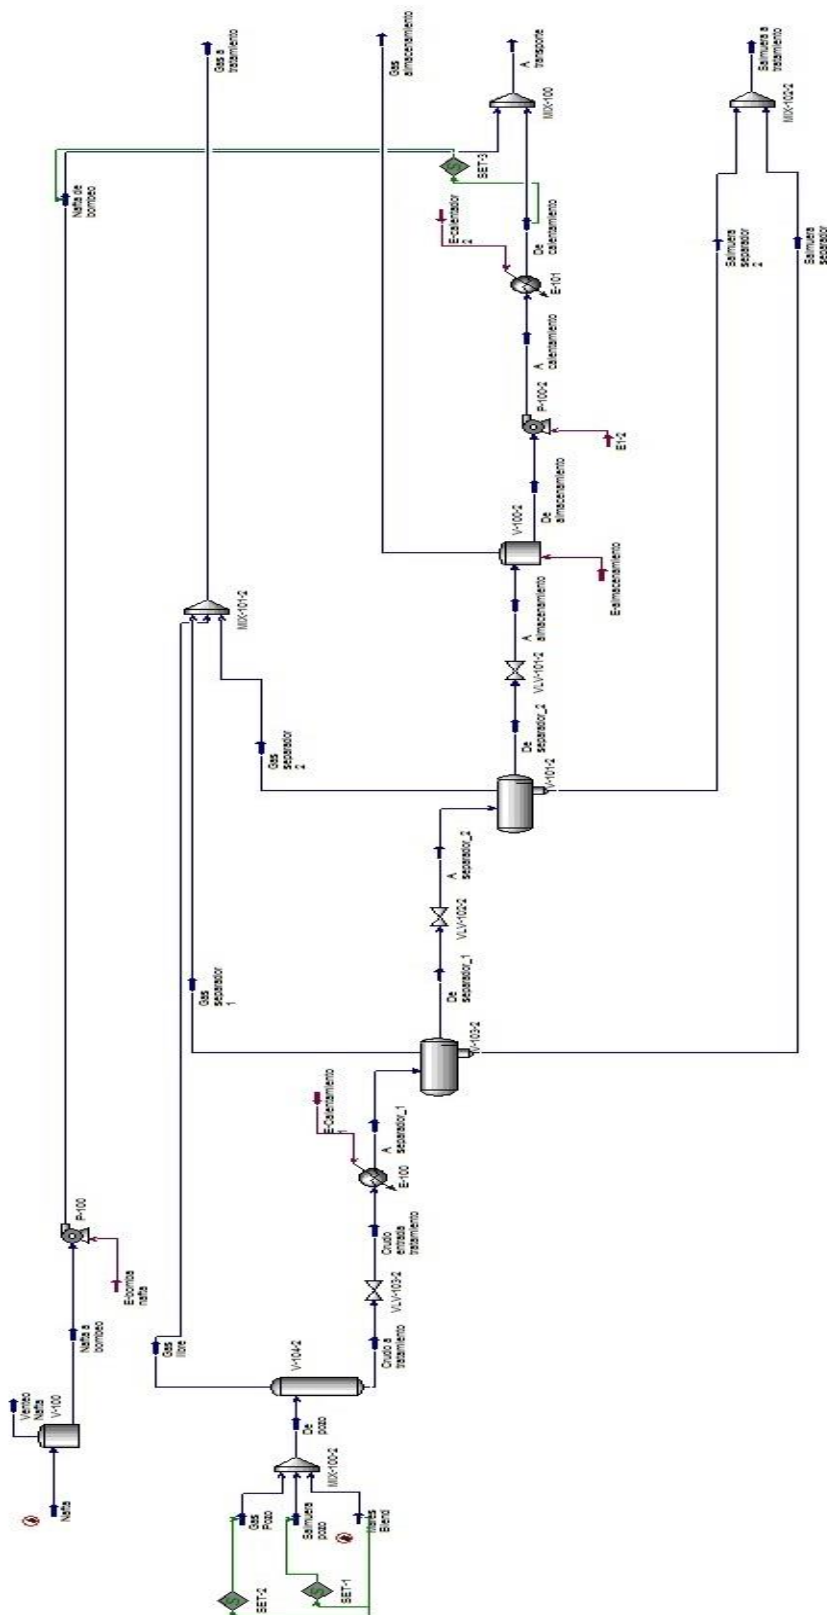 Nafta
Venteo
Nafta
V-100
Nafta a
bombeo
P-100
E-bomba
nafta
Nafta de
bombeo
SET-2
SET-1
Gas
Pozo
Salmuera
pozo
Mares
Blend
MIX-100-2
De
pozo
V-104-2
Gas
libre
Crudo a
tratamiento
VLV-103-2
Crudo
entrada
tratamiento
E-Calentamiento
1
E-100
A
separador_1
V-103-2
Gas
separador
1
De
separador_1
VLV-102-2
A
separador_2
V-101-2
Gas
separador
2
De
separador_2
VLV-101-2
A
almacenamiento
V-100-2
E-almacenamiento
De
almacenamiento
P-100-2
E1-2
A
calentamiento
E-101
E-calentador
2
De
calentamiento
SET-3
MIX-100
A
transporte
MIX-101-2
Gas a
tratamiento
Gas
almacenamiento
Salmuera
separador
2
Salmuera
separador
MIX-102-2
Salmuera a
tratamiento